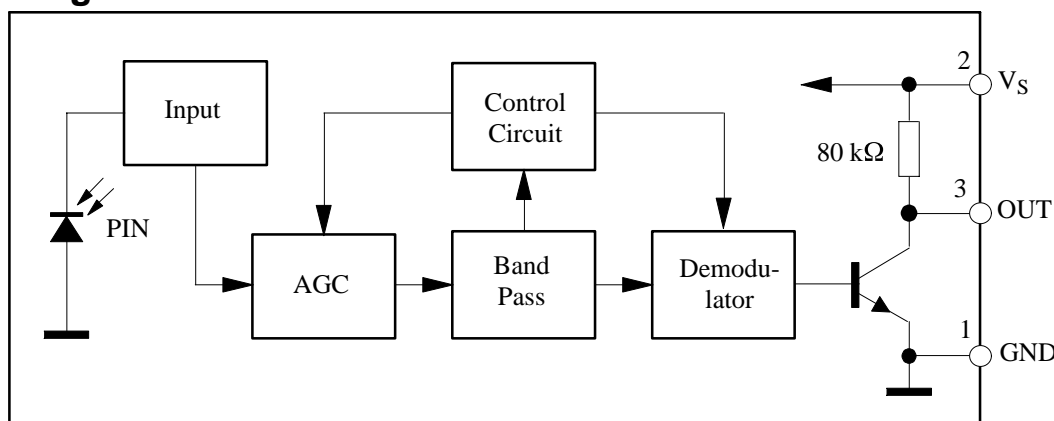 Input
Control
Circuit
2
V_S
80 kΩ
3
OUT
PIN
AGC
Band
Pass
Demodu-
lator
1
GND